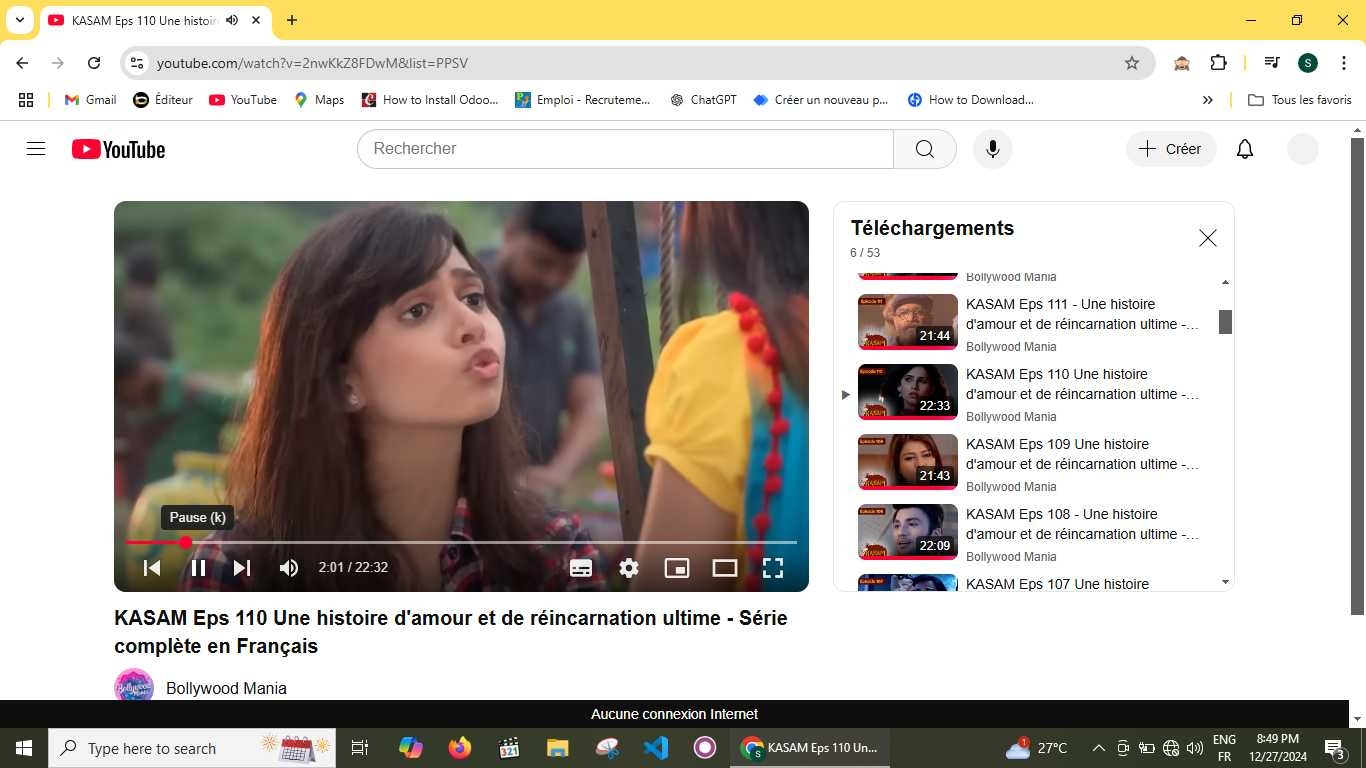 KASAM Eps 110 Une histoir
youtube.com/watch?v=2nwKkZ8FDwM&list=PPSV
S
Gmail
Éditeur
YouTube
Maps
How to Install Odoo...
Emploi - Recruteme...
ChatGPT
Créer un nouveau p...
How to Download...
Tous les favoris
YouTube
Rechercher
Créer
Téléchargements
6 / 53
Bollywood Mania
KASAM Eps 111 - Une histoire
d'amour et de réincarnation ultime -...
21:44
Bollywood Mania
KASAM Eps 110 Une histoire
d'amour et de réincarnation ultime -...
22:33
Bollywood Mania
KASAM Eps 109 Une histoire
d'amour et de réincarnation ultime -...
21:43
Bollywood Mania
KASAM Eps 108 - Une histoire
d'amour et de réincarnation ultime -...
22:09
Bollywood Mania
KASAM Eps 107 Une histoire
Pause (k)
2:01 / 22:32
KASAM Eps 110 Une histoire d'amour et de réincarnation ultime - Série
complète en Français
Bollywood Mania
Aucune connexion Internet
Type here to search
321
KASAM Eps 110 Un...
27°C
ENG
FR
8:49 PM
12/27/2024
3